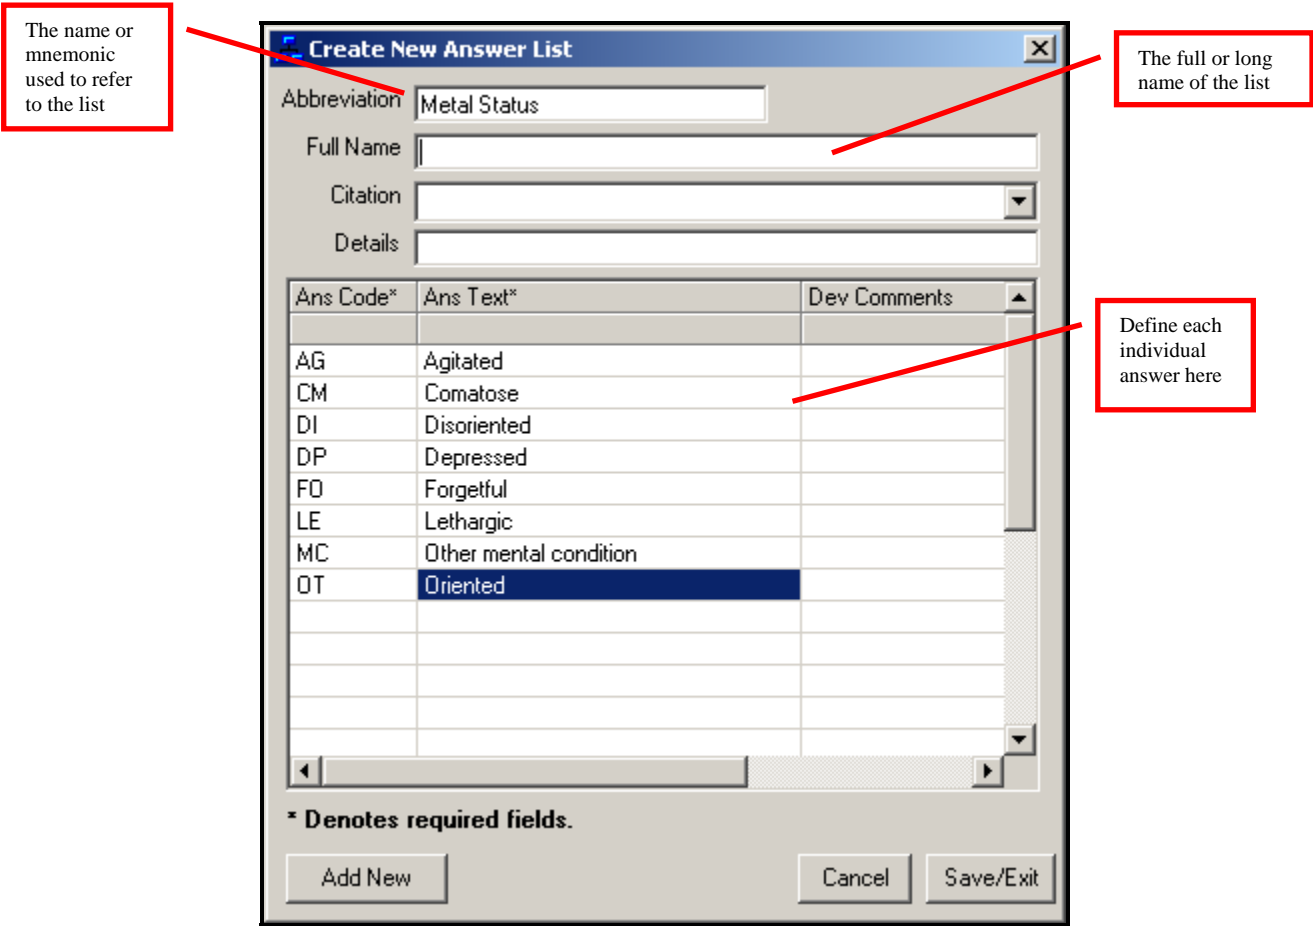 The name or
mnemonic
used to refer
to the list
Create New Answer List
The full or long
name of the list
Abbreviation Metal Status
Full Name
Citation
Details
Ans Code* Ans Text* Dev Comments
Define each
individual
answer here
AG Agitated
CM Comatose
DI Disoriented
DP Depressed
FO Forgetful
LE Lethargic
MC Other mental condition
OT Oriented
* Denotes required fields.
Add New Cancel Save/Exit